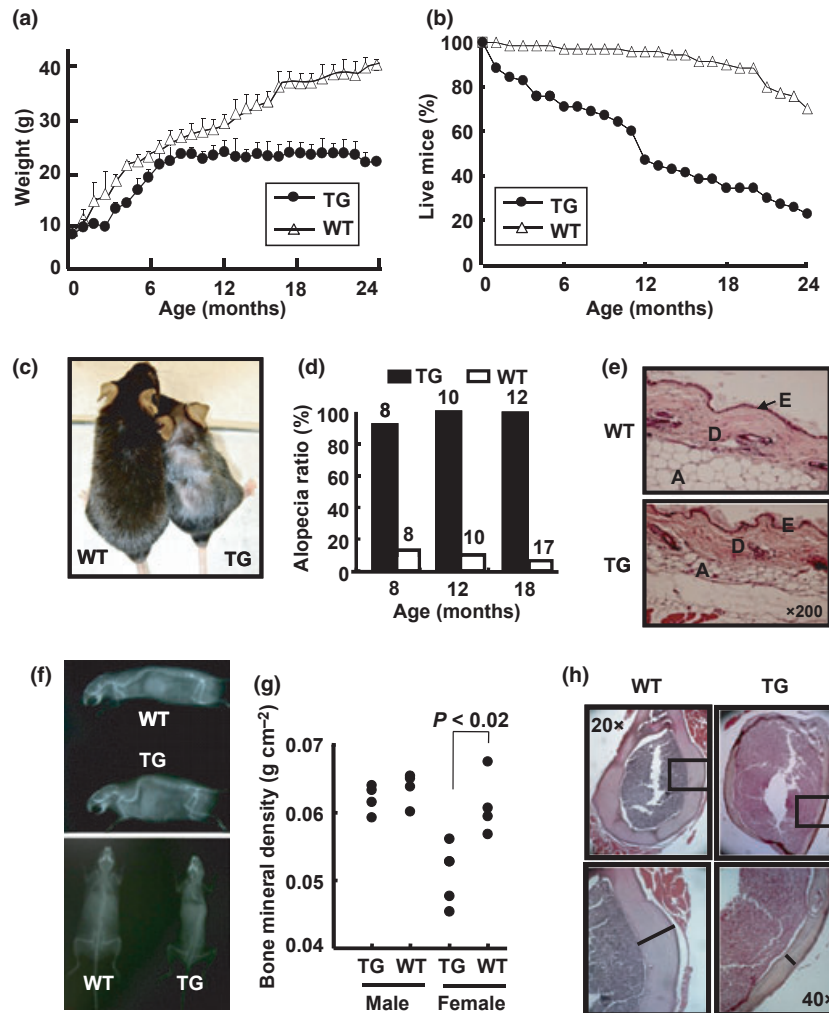 (a)
Weight (g)
40
30
20
10
0
TG
WT
0 6 12 18 24
Age (months)
(b)
Live mice (%)
100
80
60
40
20
0
TG
WT
0 6 12 18 24
Age (months)
(c)
WT TG
(d)
TG WT
Alopecia ratio (%)
100
80
60
40
20
0
8 8 10 10 12 17
8 12 18
Age (months)
(e)
WT
E
D
A
TG
E
D
A
×200
(f)
WT
TG
WT TG
(g)
P < 0.02
Bone mineral density (g cm⁻²)
0.07
0.06
0.05
0.04
TG WT TG WT
Male Female
(h)
WT TG
20×
40×